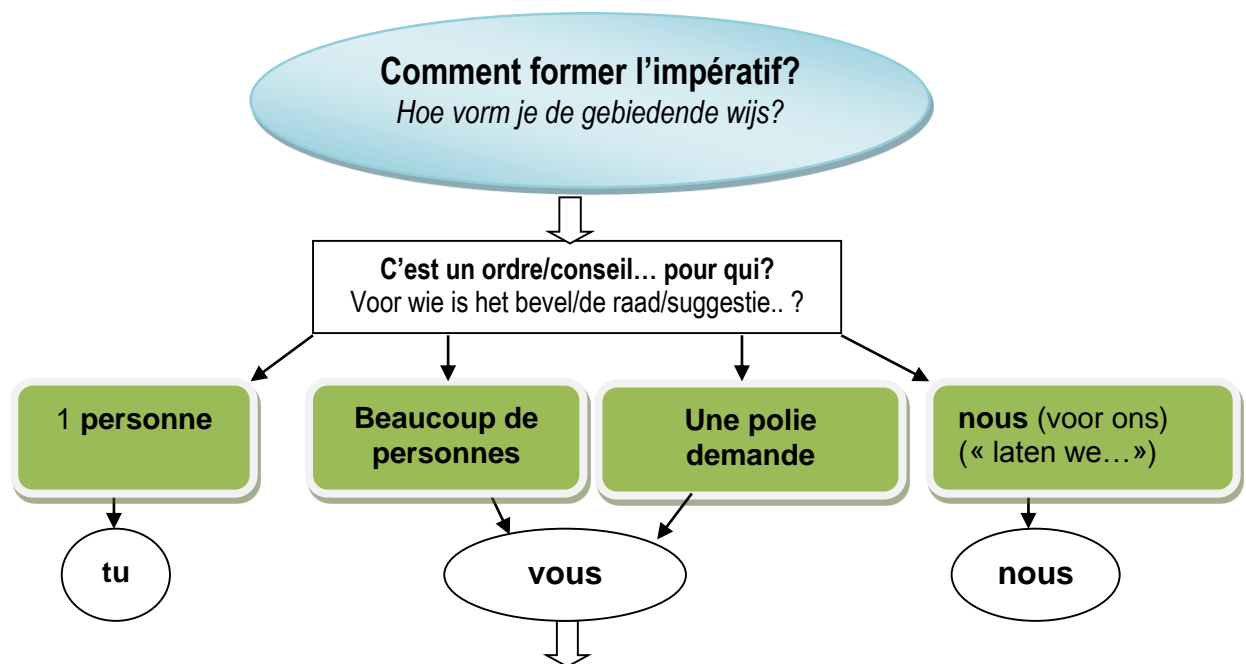 Comment former l'impératif?
Hoe vorm je de gebiedende wijs?
C'est un ordre/conseil… pour qui?
Voor wie is het bevel/de raad/suggestie.. ?
1 personne
Beaucoup de
personnes
Une polie
demande
nous (voor ons)
(« laten we…»)
tu
vous
nous